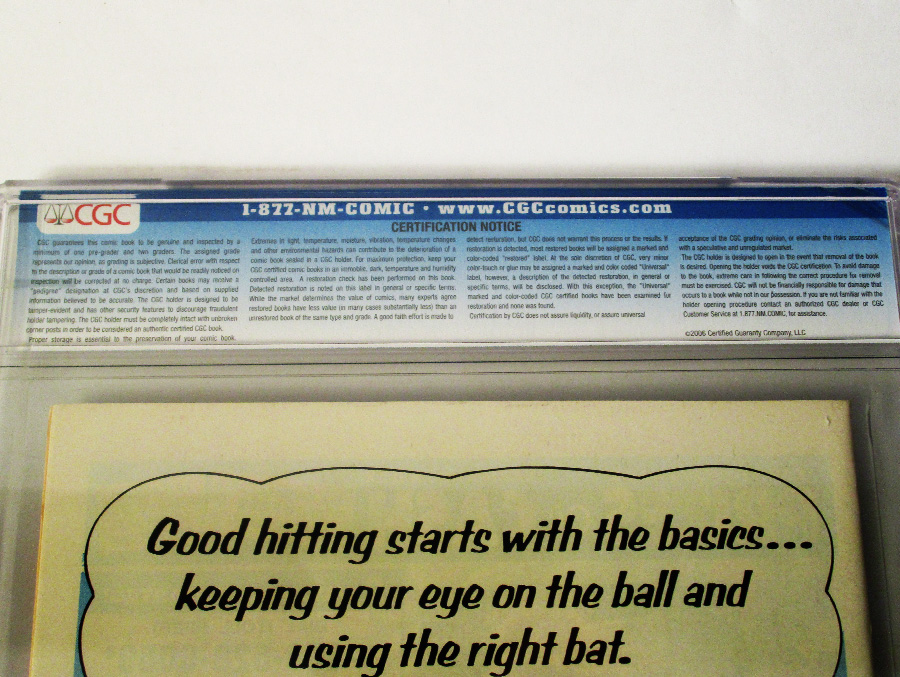 CGC
1-877-NM-COMIC • www.CGCcomics.com
CERTIFICATION NOTICE
CGC guarantees this comic book to be genuine and inspected by a
minimum of one pre-grader and two graders. The assigned grade
represents our opinion, as grading is subjective. Clerical error with respect
to the description or grade of a comic book that would be readily noticed on
inspection will be corrected at no charge. Certain books may receive a
"pedigree" designation at CGC's discretion and based on supplied
information believed to be accurate. The CGC holder is designed to be
tamper-evident and has other security features to discourage fraudulent
holder tampering. The CGC holder must be completely intact with unbroken
corner posts in order to be considered an authentic certified CGC book.
Proper storage is essential to the preservation of your comic book.
Extremes in light, temperature, moisture, vibration, temperature changes
and other environmental hazards can contribute to the deterioration of a
comic book sealed in a CGC holder. For maximum protection, keep your
CGC certified comic books in an immobile, dark, temperature and humidity
controlled area. A restoration check has been performed on this book.
Detected restoration is noted on this label in general or specific terms.
While the market determines the value of comics, many experts agree
restored books have less value (in many cases substantially less) than an
unrestored book of the same type and grade. A good faith effort is made to
detect restoration, but CGC does not warrant this process or the results. If
restoration is detected, most restored books will be assigned a marked and
color-coded "restored" label. At the sole discretion of CGC, very minor
color-touch or glue may be assigned a marked and color coded "Universal"
label, however, a description of the detected restoration, in general or
specific terms, will be disclosed. With this exception, the "Universal"
marked and color-coded CGC certified books have been examined for
restoration and none was found.
Certification by CGC does not assure liquidity, or assure universal
acceptance of the CGC grading opinion, or eliminate the risks associated
with a speculative and unregulated market.
The CGC holder is designed to open in the event that removal of the book
is desired. Opening the holder voids the CGC certification. To avoid damage
to the book, extreme care in following the correct procedure for removal
must be exercised. CGC will not be financially responsible for damage that
occurs to a book while not in our possession. If you are not familiar with the
holder opening procedure contact an authorized CGC dealer or CGC
Customer Service at 1.877.NM.COMIC, for assistance.
©2006 Certified Guaranty Company, LLC
Good hitting starts with the basics...
keeping your eye on the ball and
using the right bat.